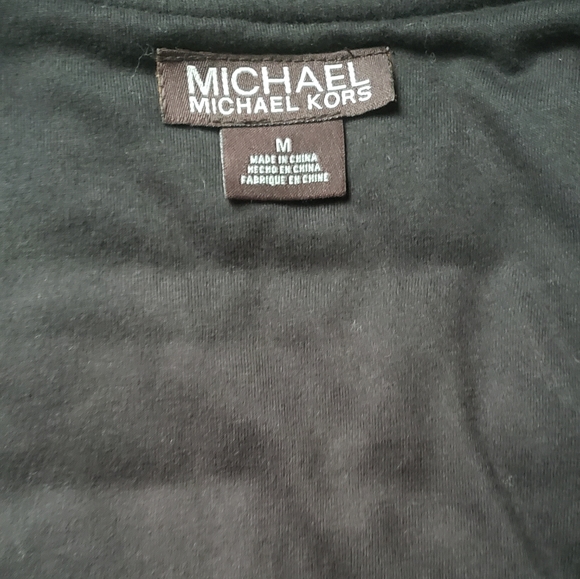 MICHAEL
MICHAEL KORS
M
MADE IN CHINA
HECHO EN CHINA
FABRIQUE EN CHINE